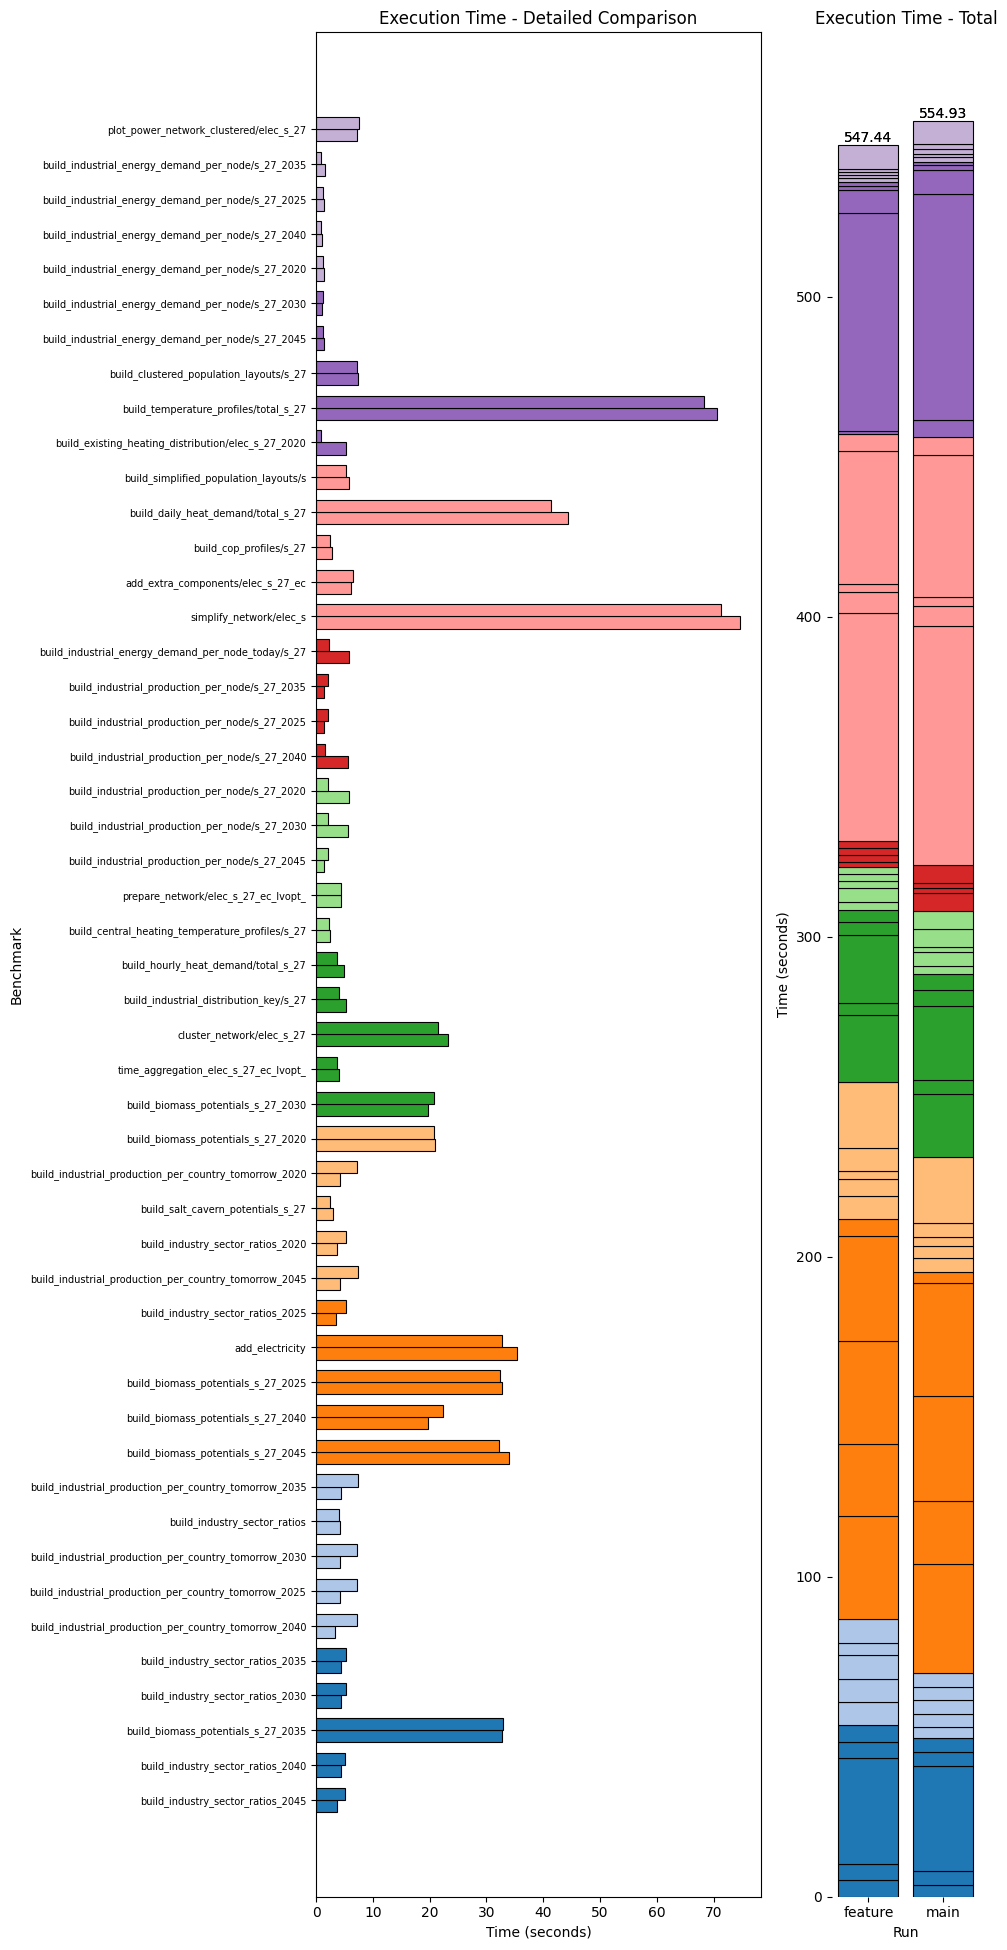 Execution Time - Detailed Comparison
Benchmark
plot_power_network_clustered/elec_s_27
build_industrial_energy_demand_per_node/s_27_2035
build_industrial_energy_demand_per_node/s_27_2025
build_industrial_energy_demand_per_node/s_27_2040
build_industrial_energy_demand_per_node/s_27_2020
build_industrial_energy_demand_per_node/s_27_2030
build_industrial_energy_demand_per_node/s_27_2045
build_clustered_population_layouts/s_27
build_temperature_profiles/total_s_27
build_existing_heating_distribution/elec_s_27_2020
build_simplified_population_layouts/s
build_daily_heat_demand/total_s_27
build_cop_profiles/s_27
add_extra_components/elec_s_27_ec
simplify_network/elec_s
build_industrial_energy_demand_per_node_today/s_27
build_industrial_production_per_node/s_27_2035
build_industrial_production_per_node/s_27_2025
build_industrial_production_per_node/s_27_2040
build_industrial_production_per_node/s_27_2020
build_industrial_production_per_node/s_27_2030
build_industrial_production_per_node/s_27_2045
prepare_network/elec_s_27_ec_lvopt_
build_central_heating_temperature_profiles/s_27
build_hourly_heat_demand/total_s_27
build_industrial_distribution_key/s_27
cluster_network/elec_s_27
time_aggregation_elec_s_27_ec_lvopt_
build_biomass_potentials_s_27_2030
build_biomass_potentials_s_27_2020
build_industrial_production_per_country_tomorrow_2020
build_salt_cavern_potentials_s_27
build_industry_sector_ratios_2020
build_industrial_production_per_country_tomorrow_2045
build_industry_sector_ratios_2025
add_electricity
build_biomass_potentials_s_27_2025
build_biomass_potentials_s_27_2040
build_biomass_potentials_s_27_2045
build_industrial_production_per_country_tomorrow_2035
build_industry_sector_ratios
build_industrial_production_per_country_tomorrow_2030
build_industrial_production_per_country_tomorrow_2025
build_industrial_production_per_country_tomorrow_2040
build_industry_sector_ratios_2035
build_industry_sector_ratios_2030
build_biomass_potentials_s_27_2035
build_industry_sector_ratios_2040
build_industry_sector_ratios_2045
0 10 20 30 40 50 60 70
Time (seconds)
Execution Time - Total
547.44
554.93
Time (seconds)
500
400
300
200
100
0
feature main
Run